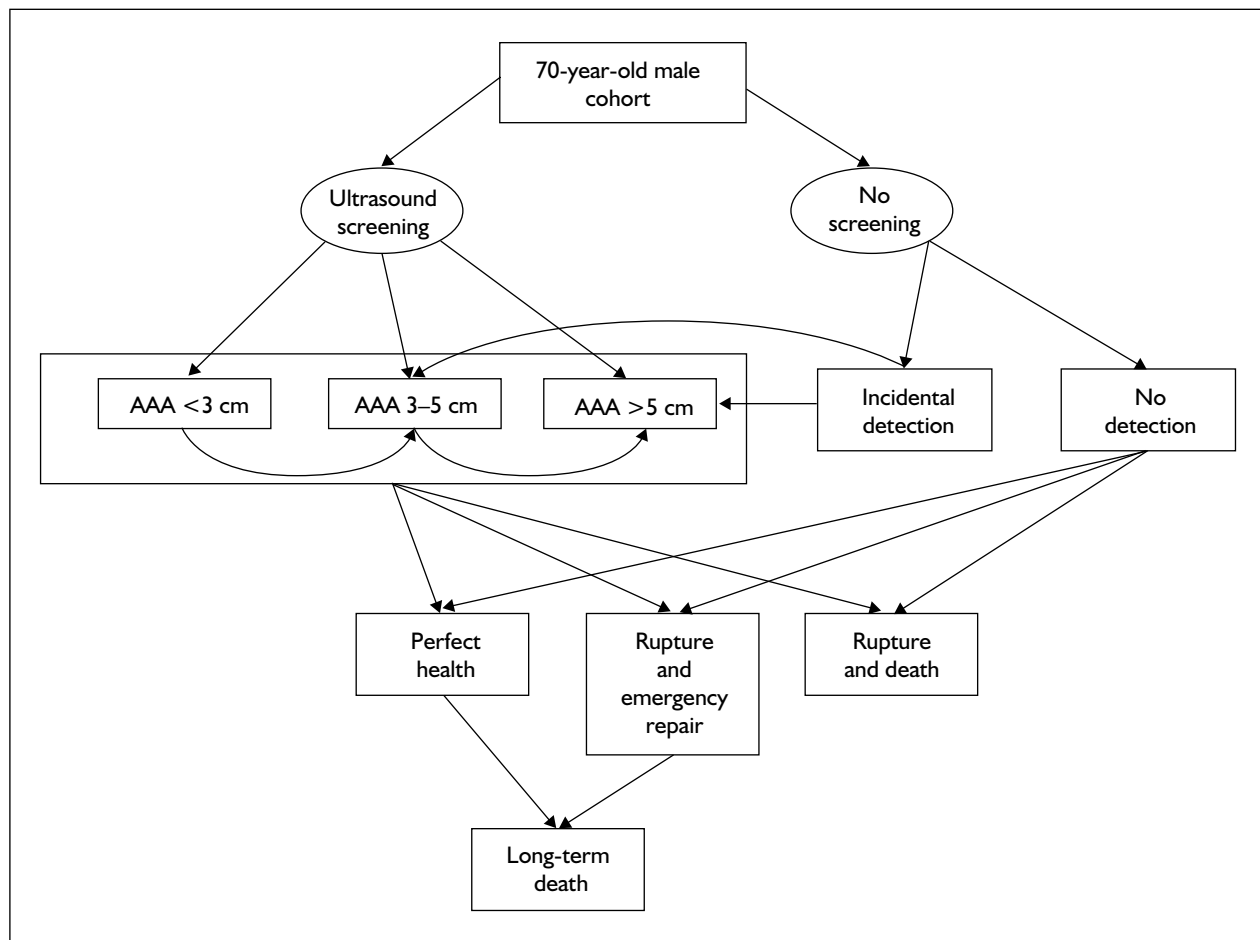 70-year-old male
cohort
Ultrasound
screening
No
screening
AAA <3 cm
AAA 3–5 cm
AAA >5 cm
Incidental
detection
No
detection
Perfect
health
Rupture
and
emergency
repair
Rupture
and death
Long-term
death